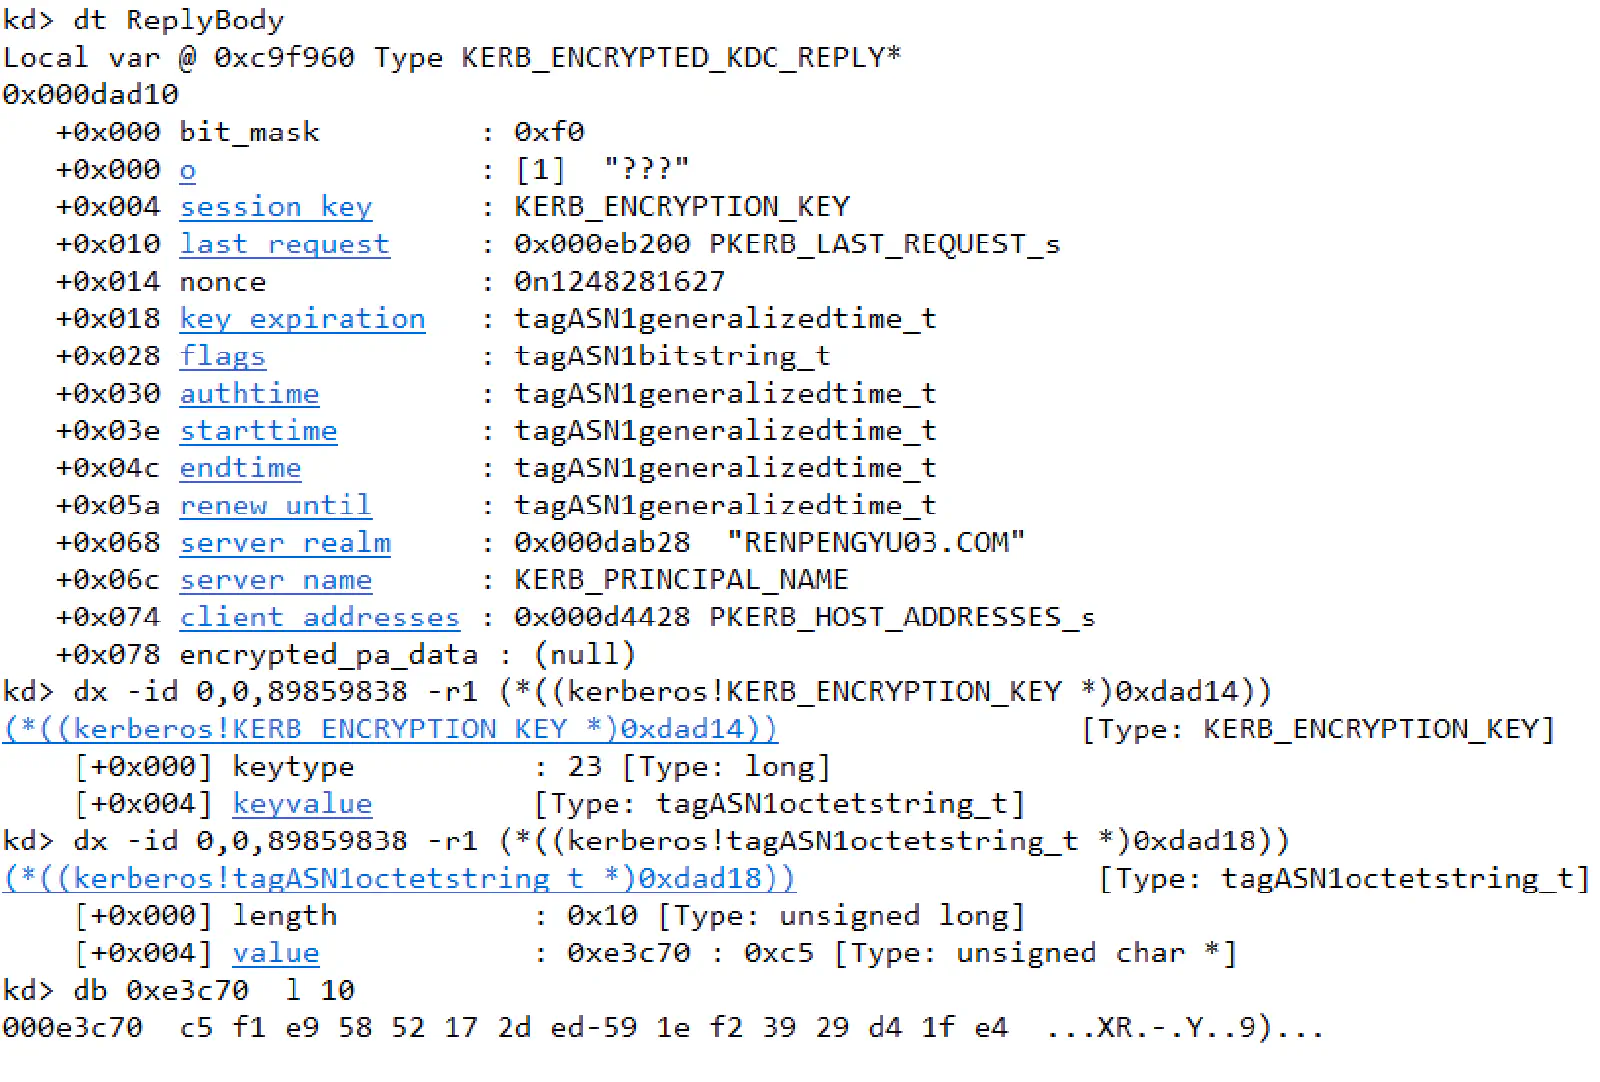 kd> dt ReplyBody
Local var @ 0xc9f960 Type KERB_ENCRYPTED_KDC_REPLY*
0x000dad10
   +0x000 bit_mask         : 0xf0
   +0x000 o                : [1]  "???"
   +0x004 session_key      : KERB_ENCRYPTION_KEY
   +0x010 last_request     : 0x000eb200 PKERB_LAST_REQUEST_s
   +0x014 nonce            : 0n1248281627
   +0x018 key_expiration   : tagASN1generalizedtime_t
   +0x028 flags            : tagASN1bitstring_t
   +0x030 authtime         : tagASN1generalizedtime_t
   +0x03e starttime        : tagASN1generalizedtime_t
   +0x04c endtime          : tagASN1generalizedtime_t
   +0x05a renew_until      : tagASN1generalizedtime_t
   +0x068 server_realm     : 0x000dab28  "RENPENGYU03.COM"
   +0x06c server_name      : KERB_PRINCIPAL_NAME
   +0x074 client_addresses : 0x000d4428 PKERB_HOST_ADDRESSES_s
   +0x078 encrypted_pa_data : (null)
kd> dx -id 0,0,89859838 -r1 (*((kerberos!KERB_ENCRYPTION_KEY *)0xdad14))
(*((kerberos!KERB_ENCRYPTION_KEY *)0xdad14))                 [Type: KERB_ENCRYPTION_KEY]
    [+0x000] keytype          : 23 [Type: long]
    [+0x004] keyvalue         [Type: tagASN1octetstring_t]
kd> dx -id 0,0,89859838 -r1 (*((kerberos!tagASN1octetstring_t *)0xdad18))
(*((kerberos!tagASN1octetstring_t *)0xdad18))                 [Type: tagASN1octetstring_t]
    [+0x000] length           : 0x10 [Type: unsigned long]
    [+0x004] value            : 0xe3c70 : 0xc5 [Type: unsigned char *]
kd> db 0xe3c70  l 10
000e3c70  c5 f1 e9 58 52 17 2d ed-59 1e f2 39 29 d4 1f e4  ...XR.-.Y..9)...